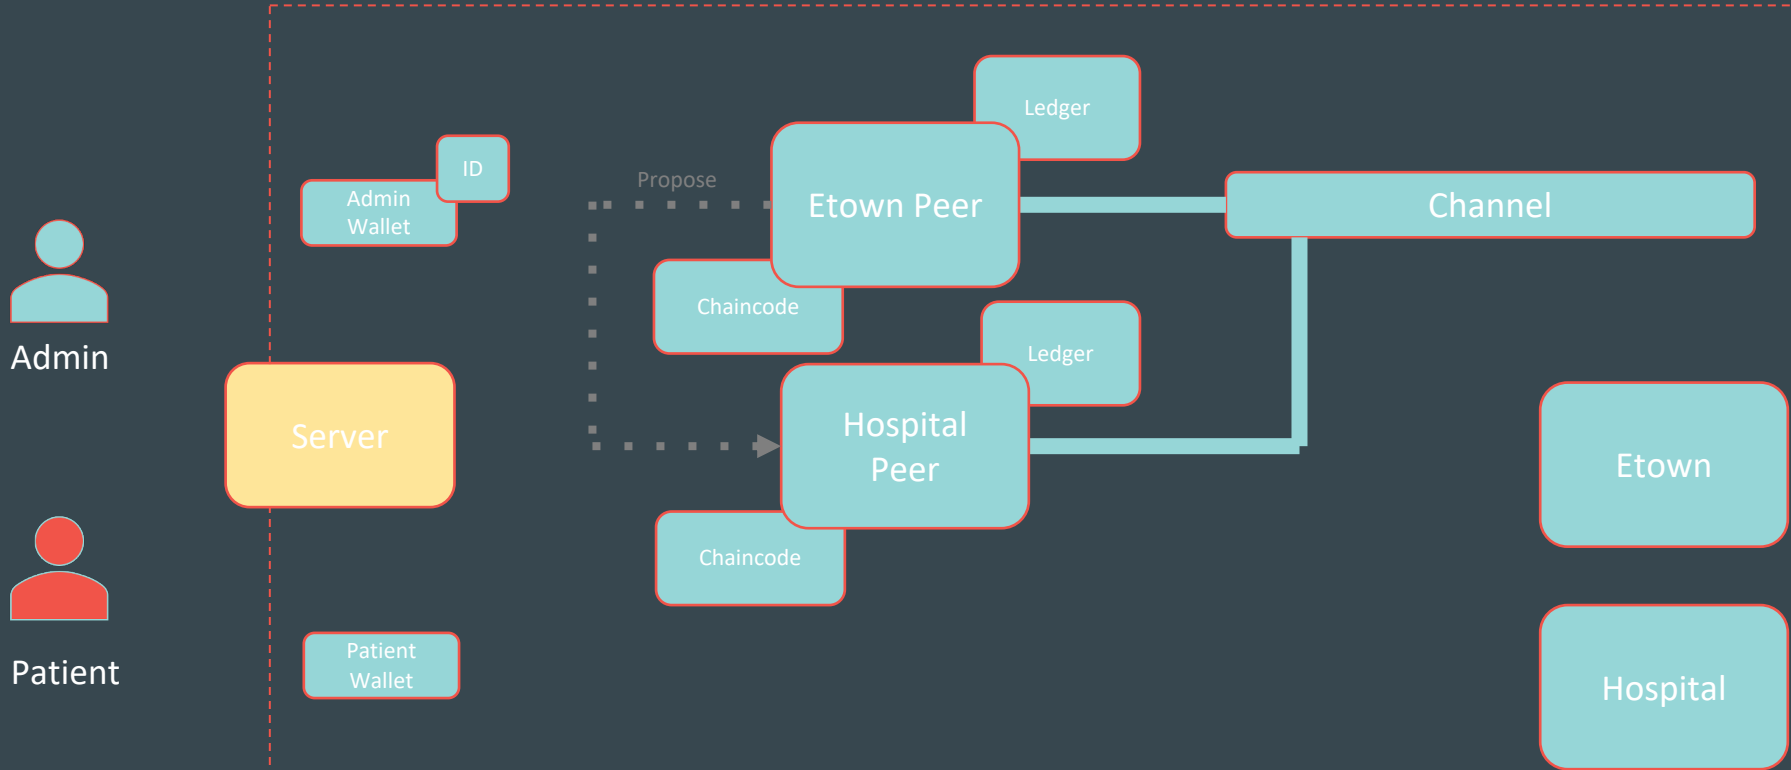 Ledger
ID
Propose
Admin
Wallet
Etown Peer
Channel
Chaincode
Admin
Ledger
Server
Hospital
Peer
Etown
Chaincode
Patient
Patient
Wallet
Hospital